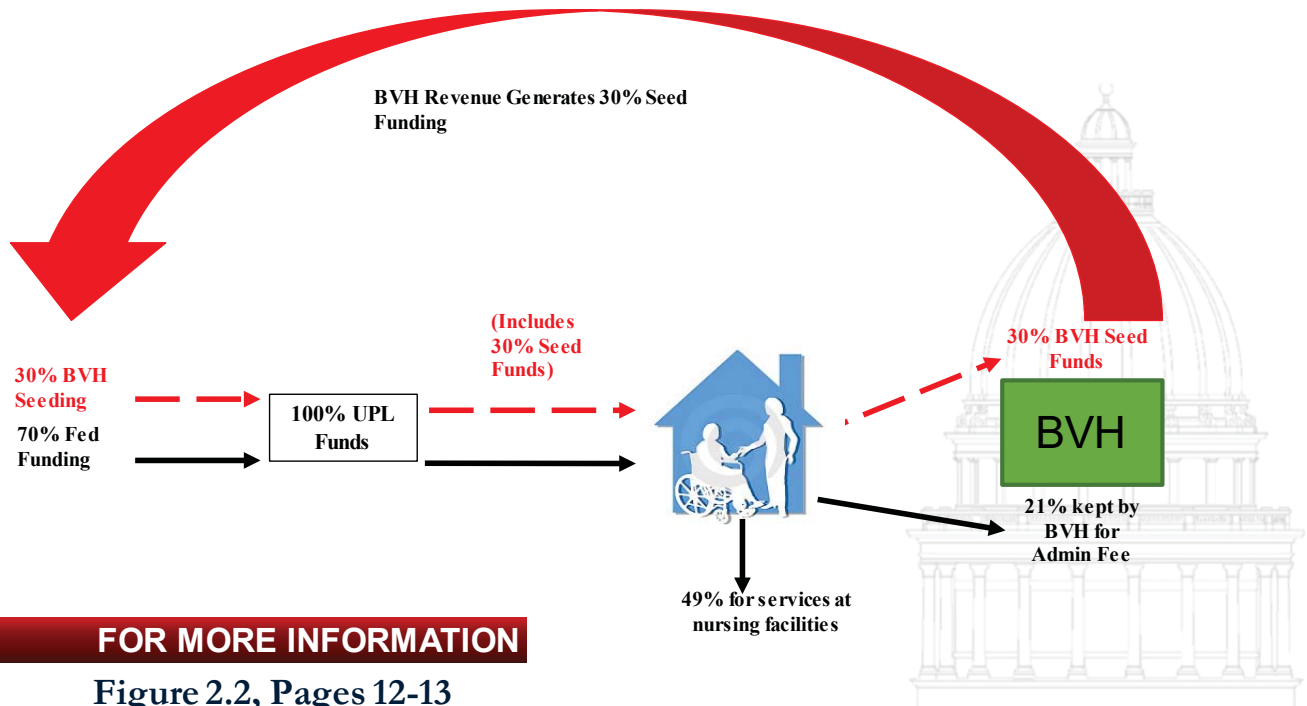 BVH Revenue Generates 30% Seed
Funding
(Includes
30% Seed
Funds)
30% BVH Seed
Funds
30% BVH
Seeding
70% Fed
Funding
100% UPL
Funds
BVH
21% kept by
BVH for
Admin Fee
49% for services at
nursing facilities
FOR MORE INFORMATION
Figure 2.2, Pages 12-13